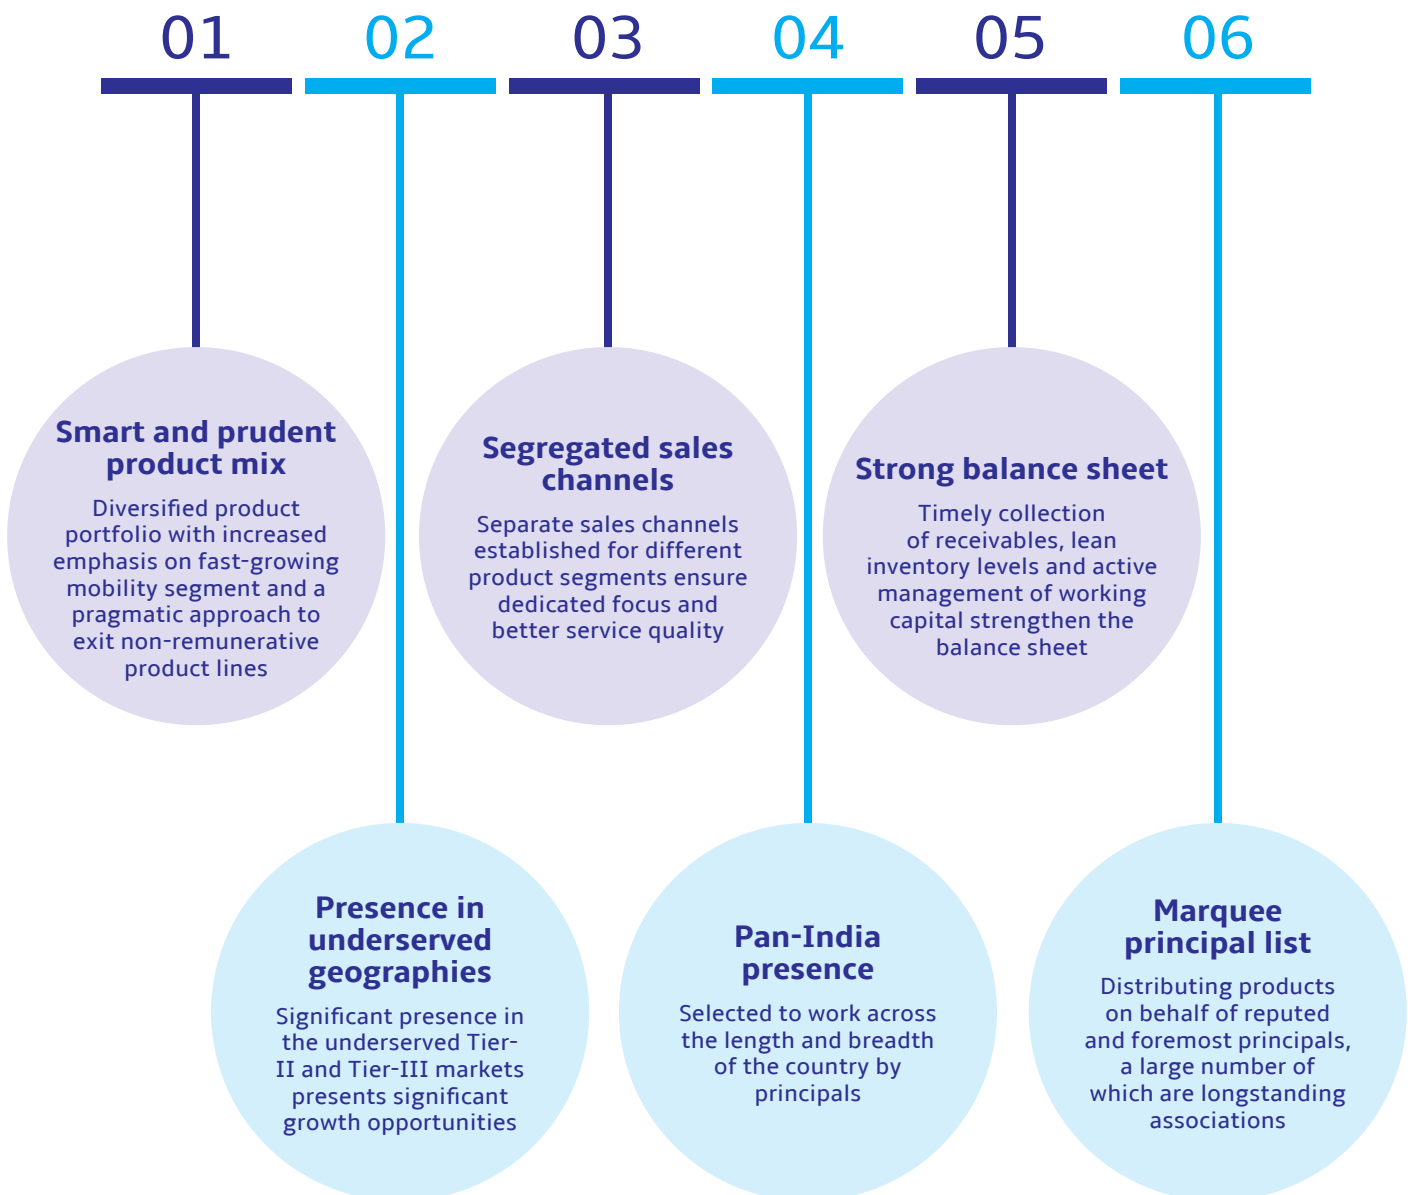 01
02
03
04
05
06
Smart and prudent
product mix
Diversified product
portfolio with increased
emphasis on fast-growing
mobility segment and a
pragmatic approach to
exit non-remunerative
product lines
Segregated sales
channels
Separate sales channels
established for different
product segments ensure
dedicated focus and
better service quality
Strong balance sheet
Timely collection
of receivables, lean
inventory levels and active
management of working
capital strengthen the
balance sheet
Presence in
underserved
geographies
Significant presence in
the underserved Tier-
II and Tier-III markets
presents significant
growth opportunities
Pan-India
presence
Selected to work across
the length and breadth
of the country by
principals
Marquee
principal list
Distributing products
on behalf of reputed
and foremost principals,
a large number of
which are longstanding
associations